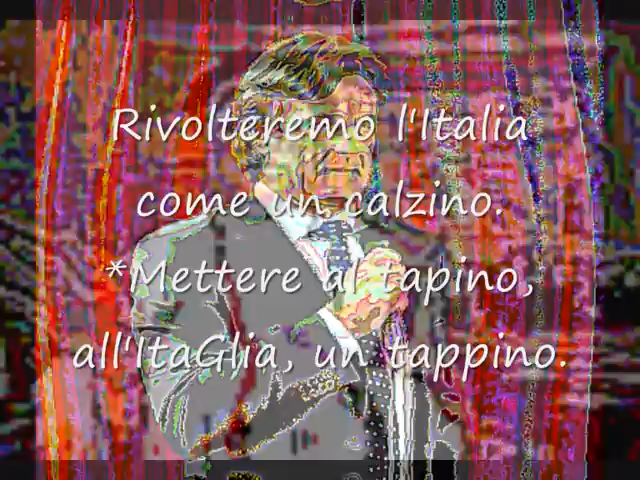 Rivolteremo l'Italia
come un calzino.
*Mettere al tapino,
all'ItaGlia, un tappino.